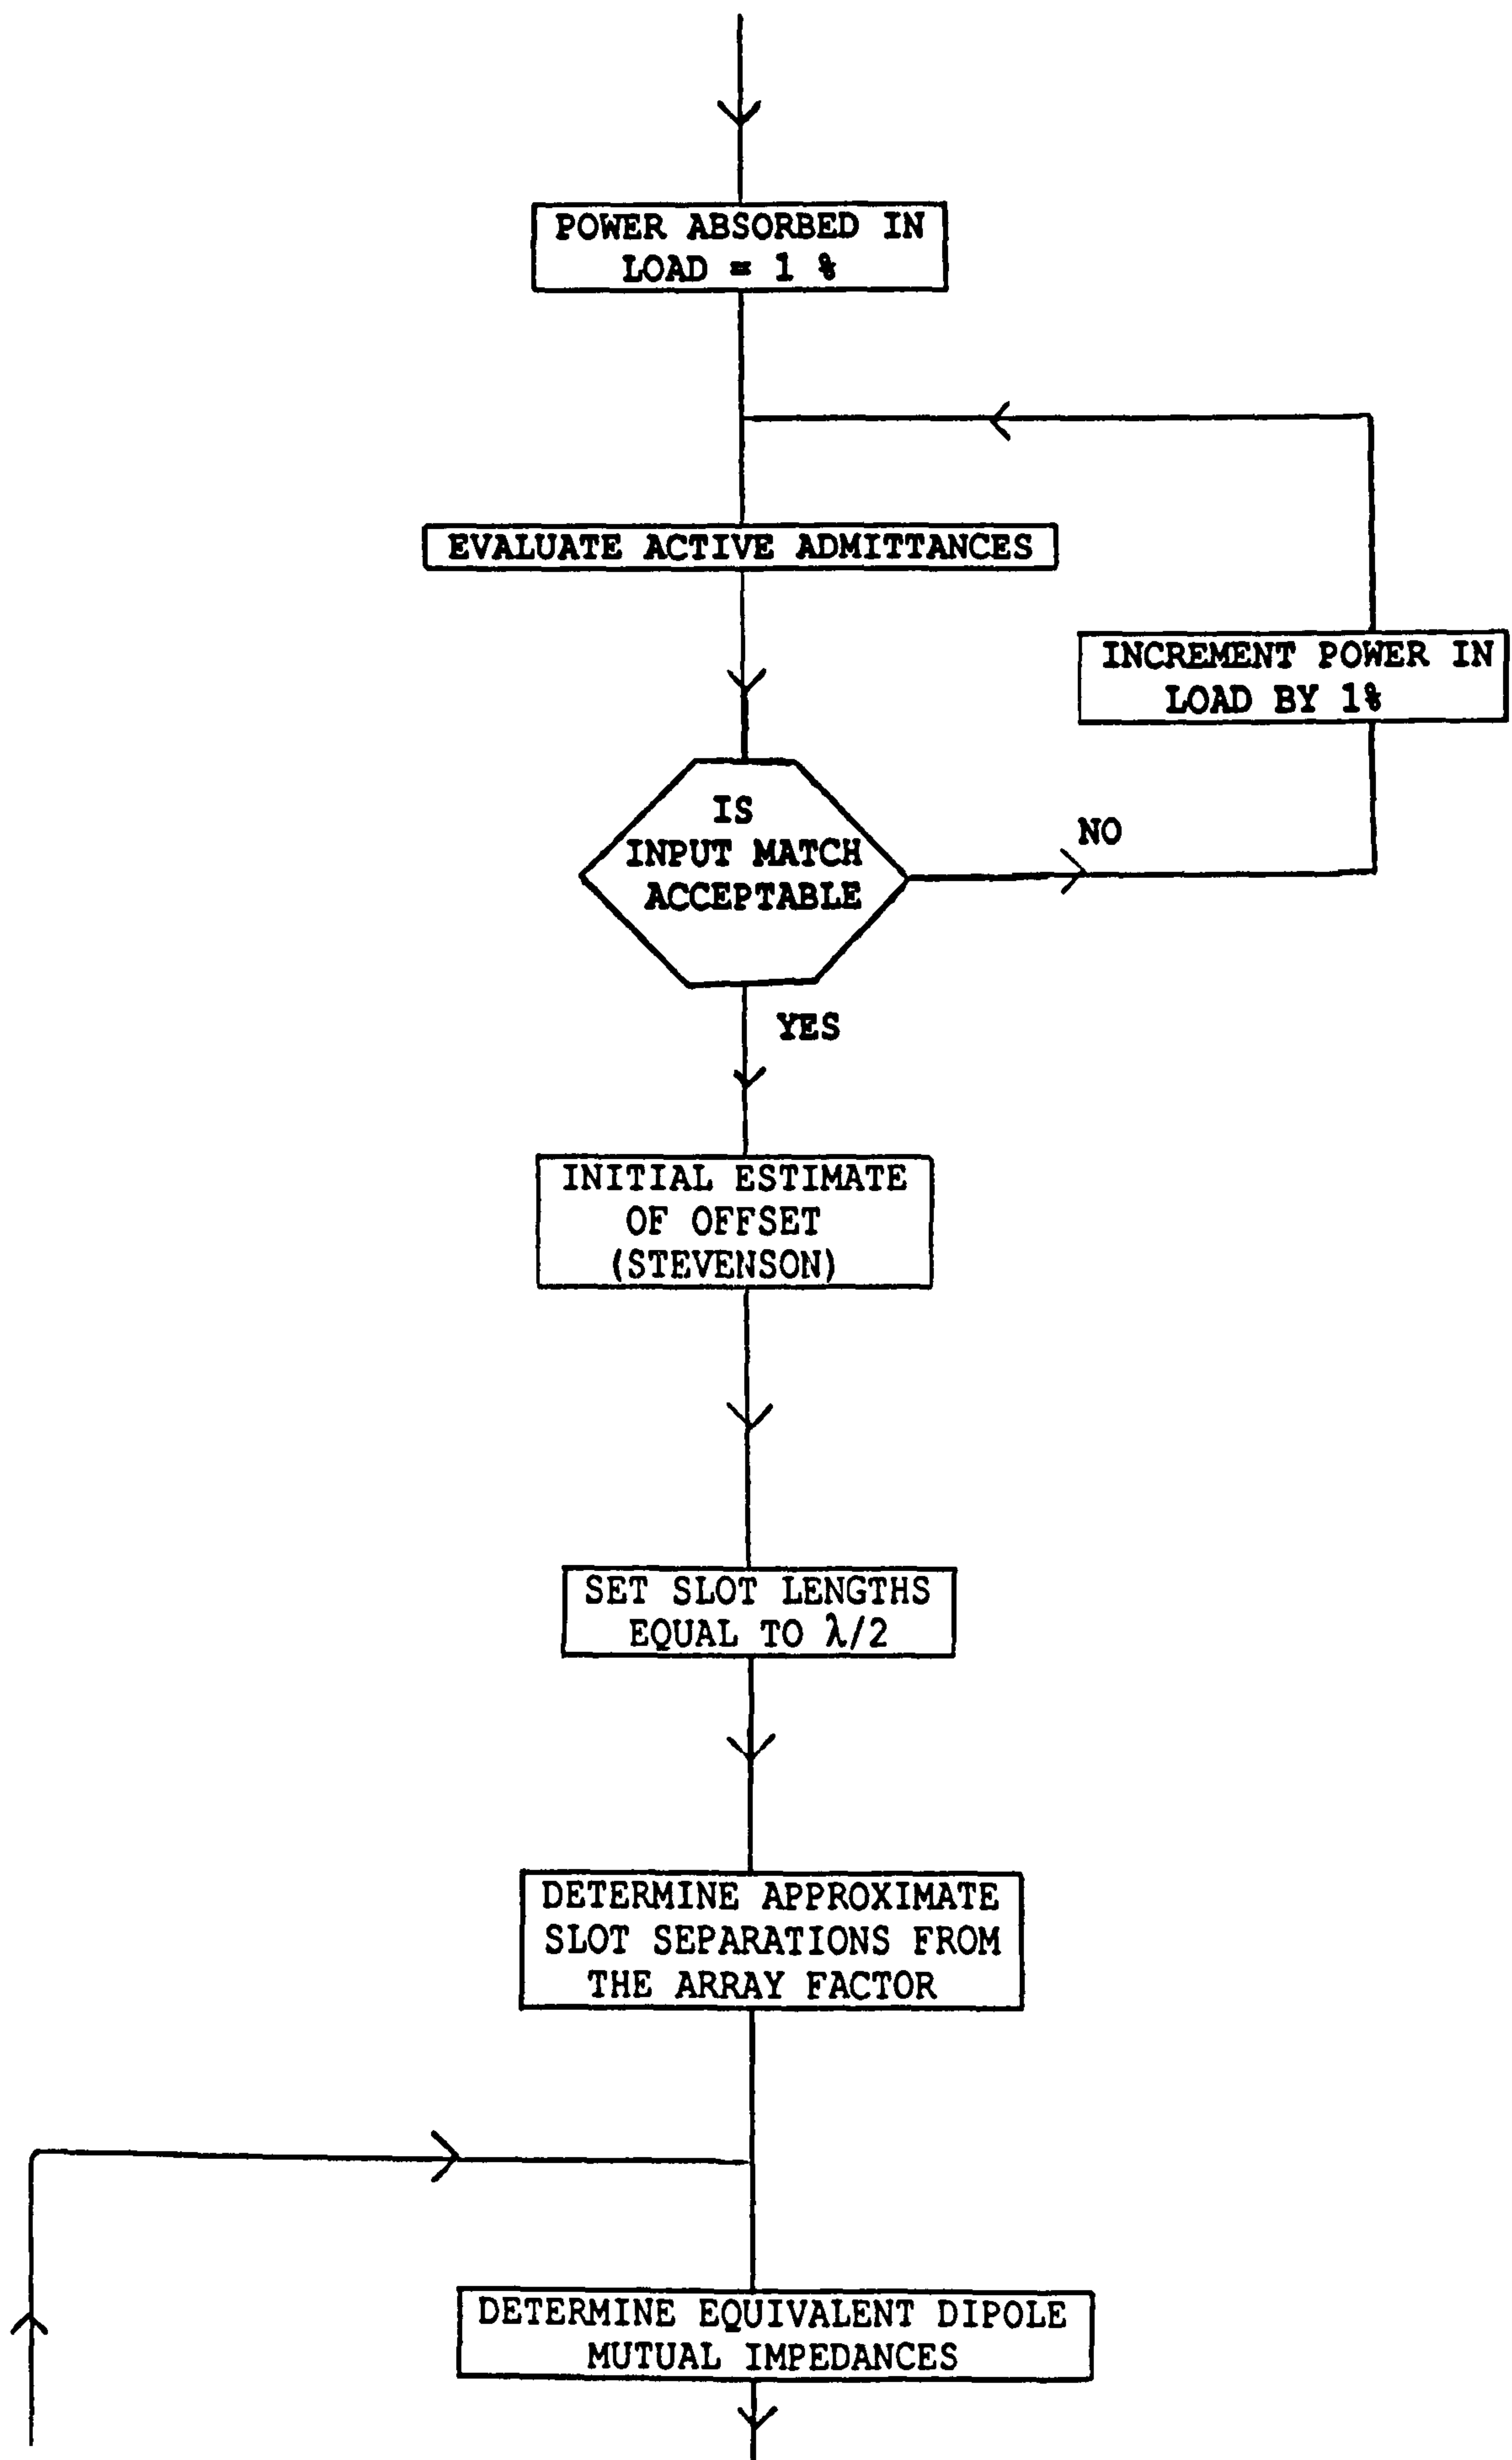 POWER ABSORBED IN
LOAD = 1 %
EVALUATE ACTIVE ADMITTANCES
INCREMENT POWER IN
LOAD BY 1%
IS
INPUT MATCH
ACCEPTABLE
NO
YES
INITIAL ESTIMATE
OF OFFSET
(STEVENSON)
SET SLOT LENGTHS
EQUAL TO λ/2
DETERMINE APPROXIMATE
SLOT SEPARATIONS FROM
THE ARRAY FACTOR
DETERMINE EQUIVALENT DIPOLE
MUTUAL IMPEDANCES